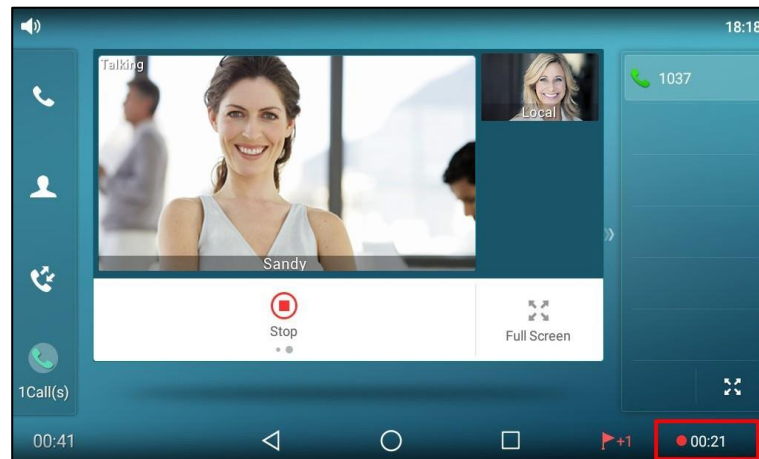 18:18
Talking
Local
1037
Sandy
Stop
Full Screen
1Call(s)
00:41
+1
00:21